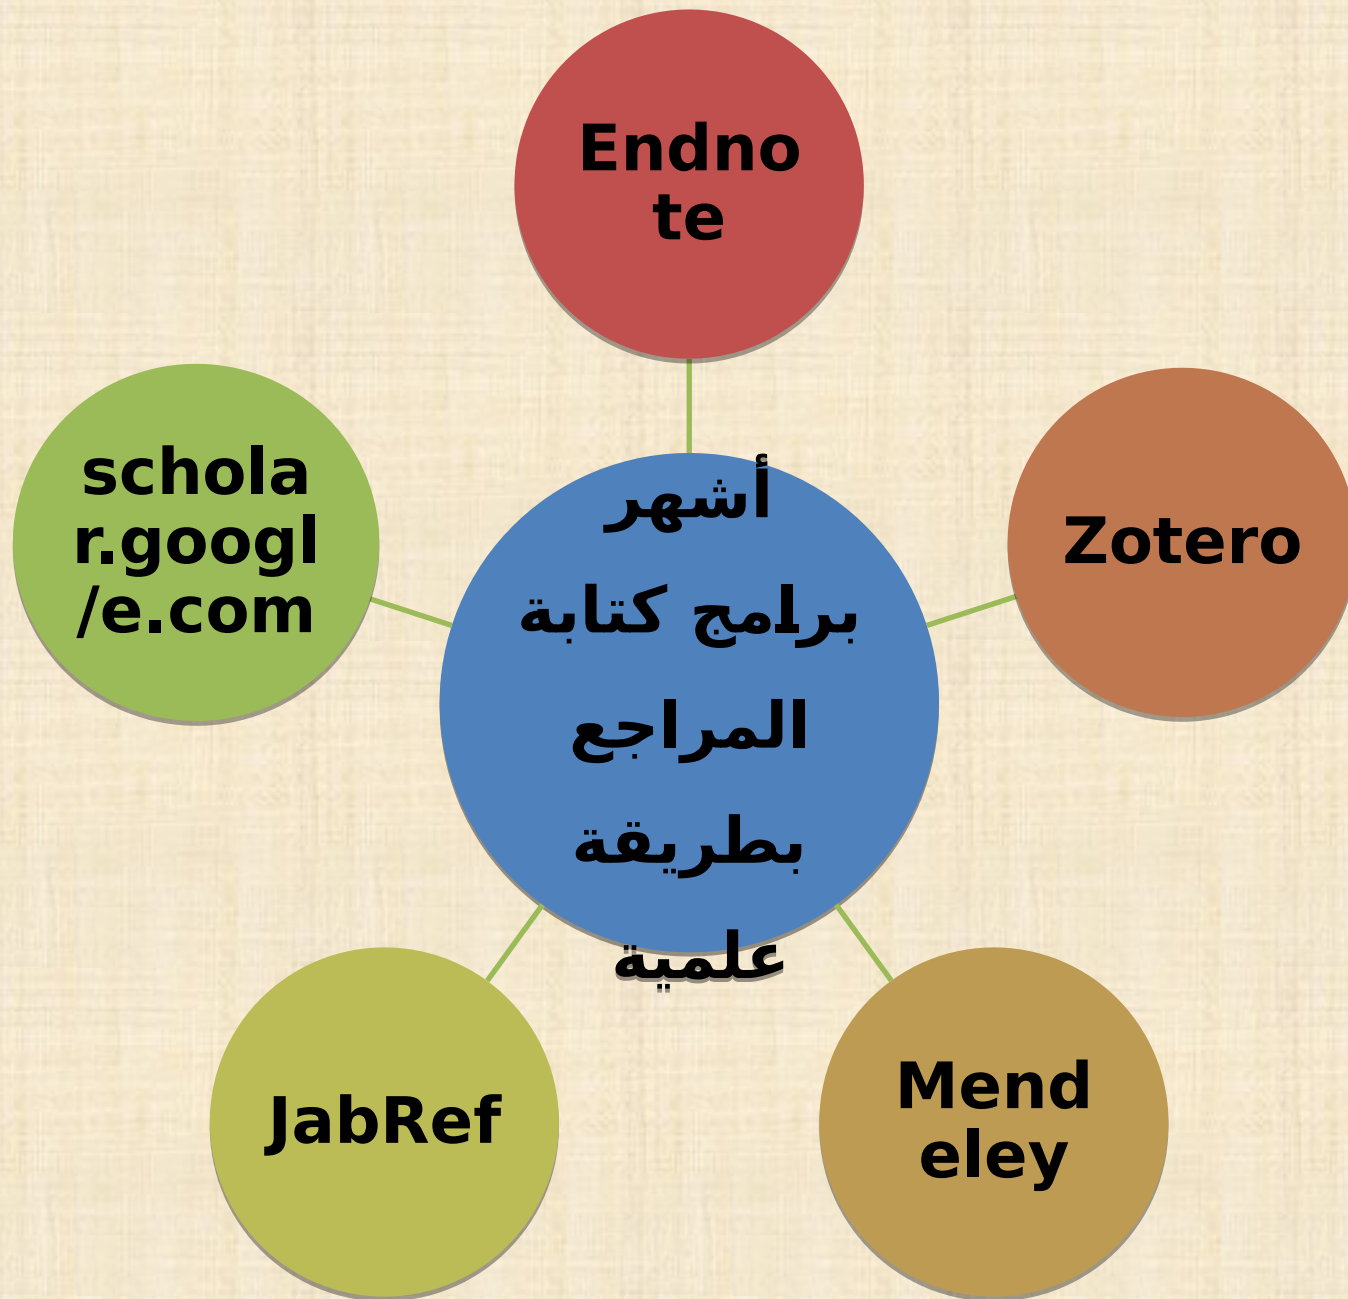 Endno
te
schola
r.googl
/e.com
Zotero
أشهر
برامج كتابة
المراجع
بطريقة
علمية
JabRef
Mend
eley